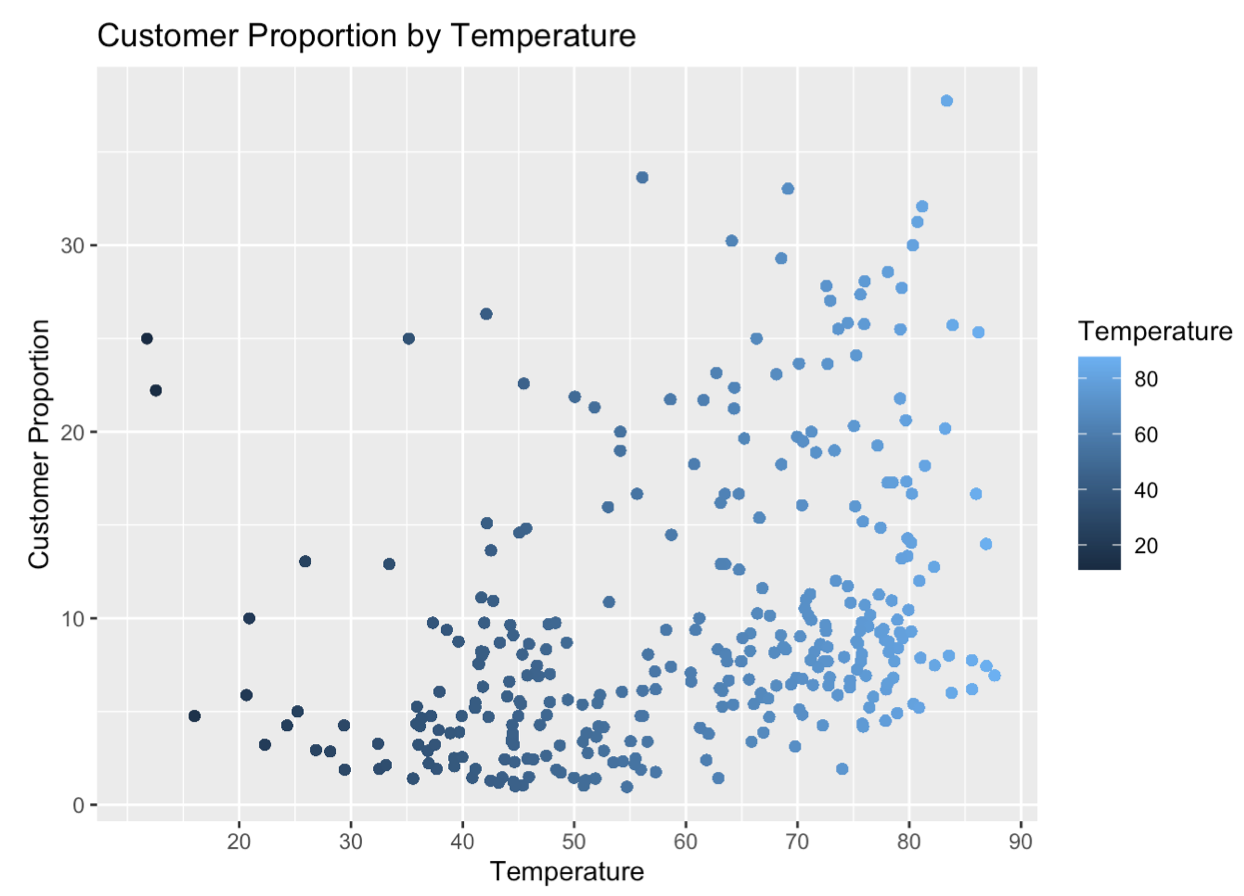 Customer Proportion by Temperature
Customer Proportion
30
20
10
0
20 30 40 50 60 70 80 90
Temperature
Temperature
80
60
40
20